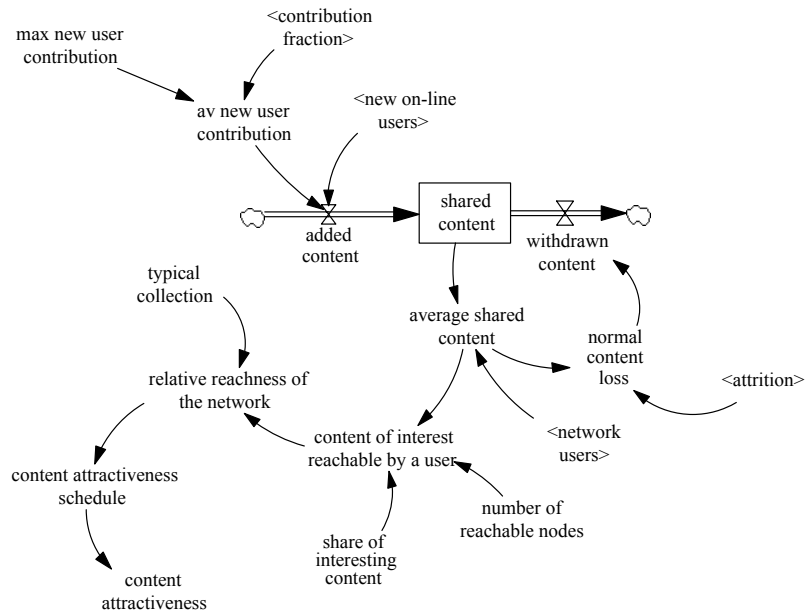 max new user
contribution
<contribution
fraction>
av new user
contribution
<new on-line
users>
added
content
shared
content
withdrawn
content
typical
collection
average shared
content
normal
content
loss
<attrition>
relative reachness of
the network
<network
users>
content of interest
reachable by a user
content attractiveness
schedule
number of
reachable nodes
share of
interesting
content
content
attractiveness